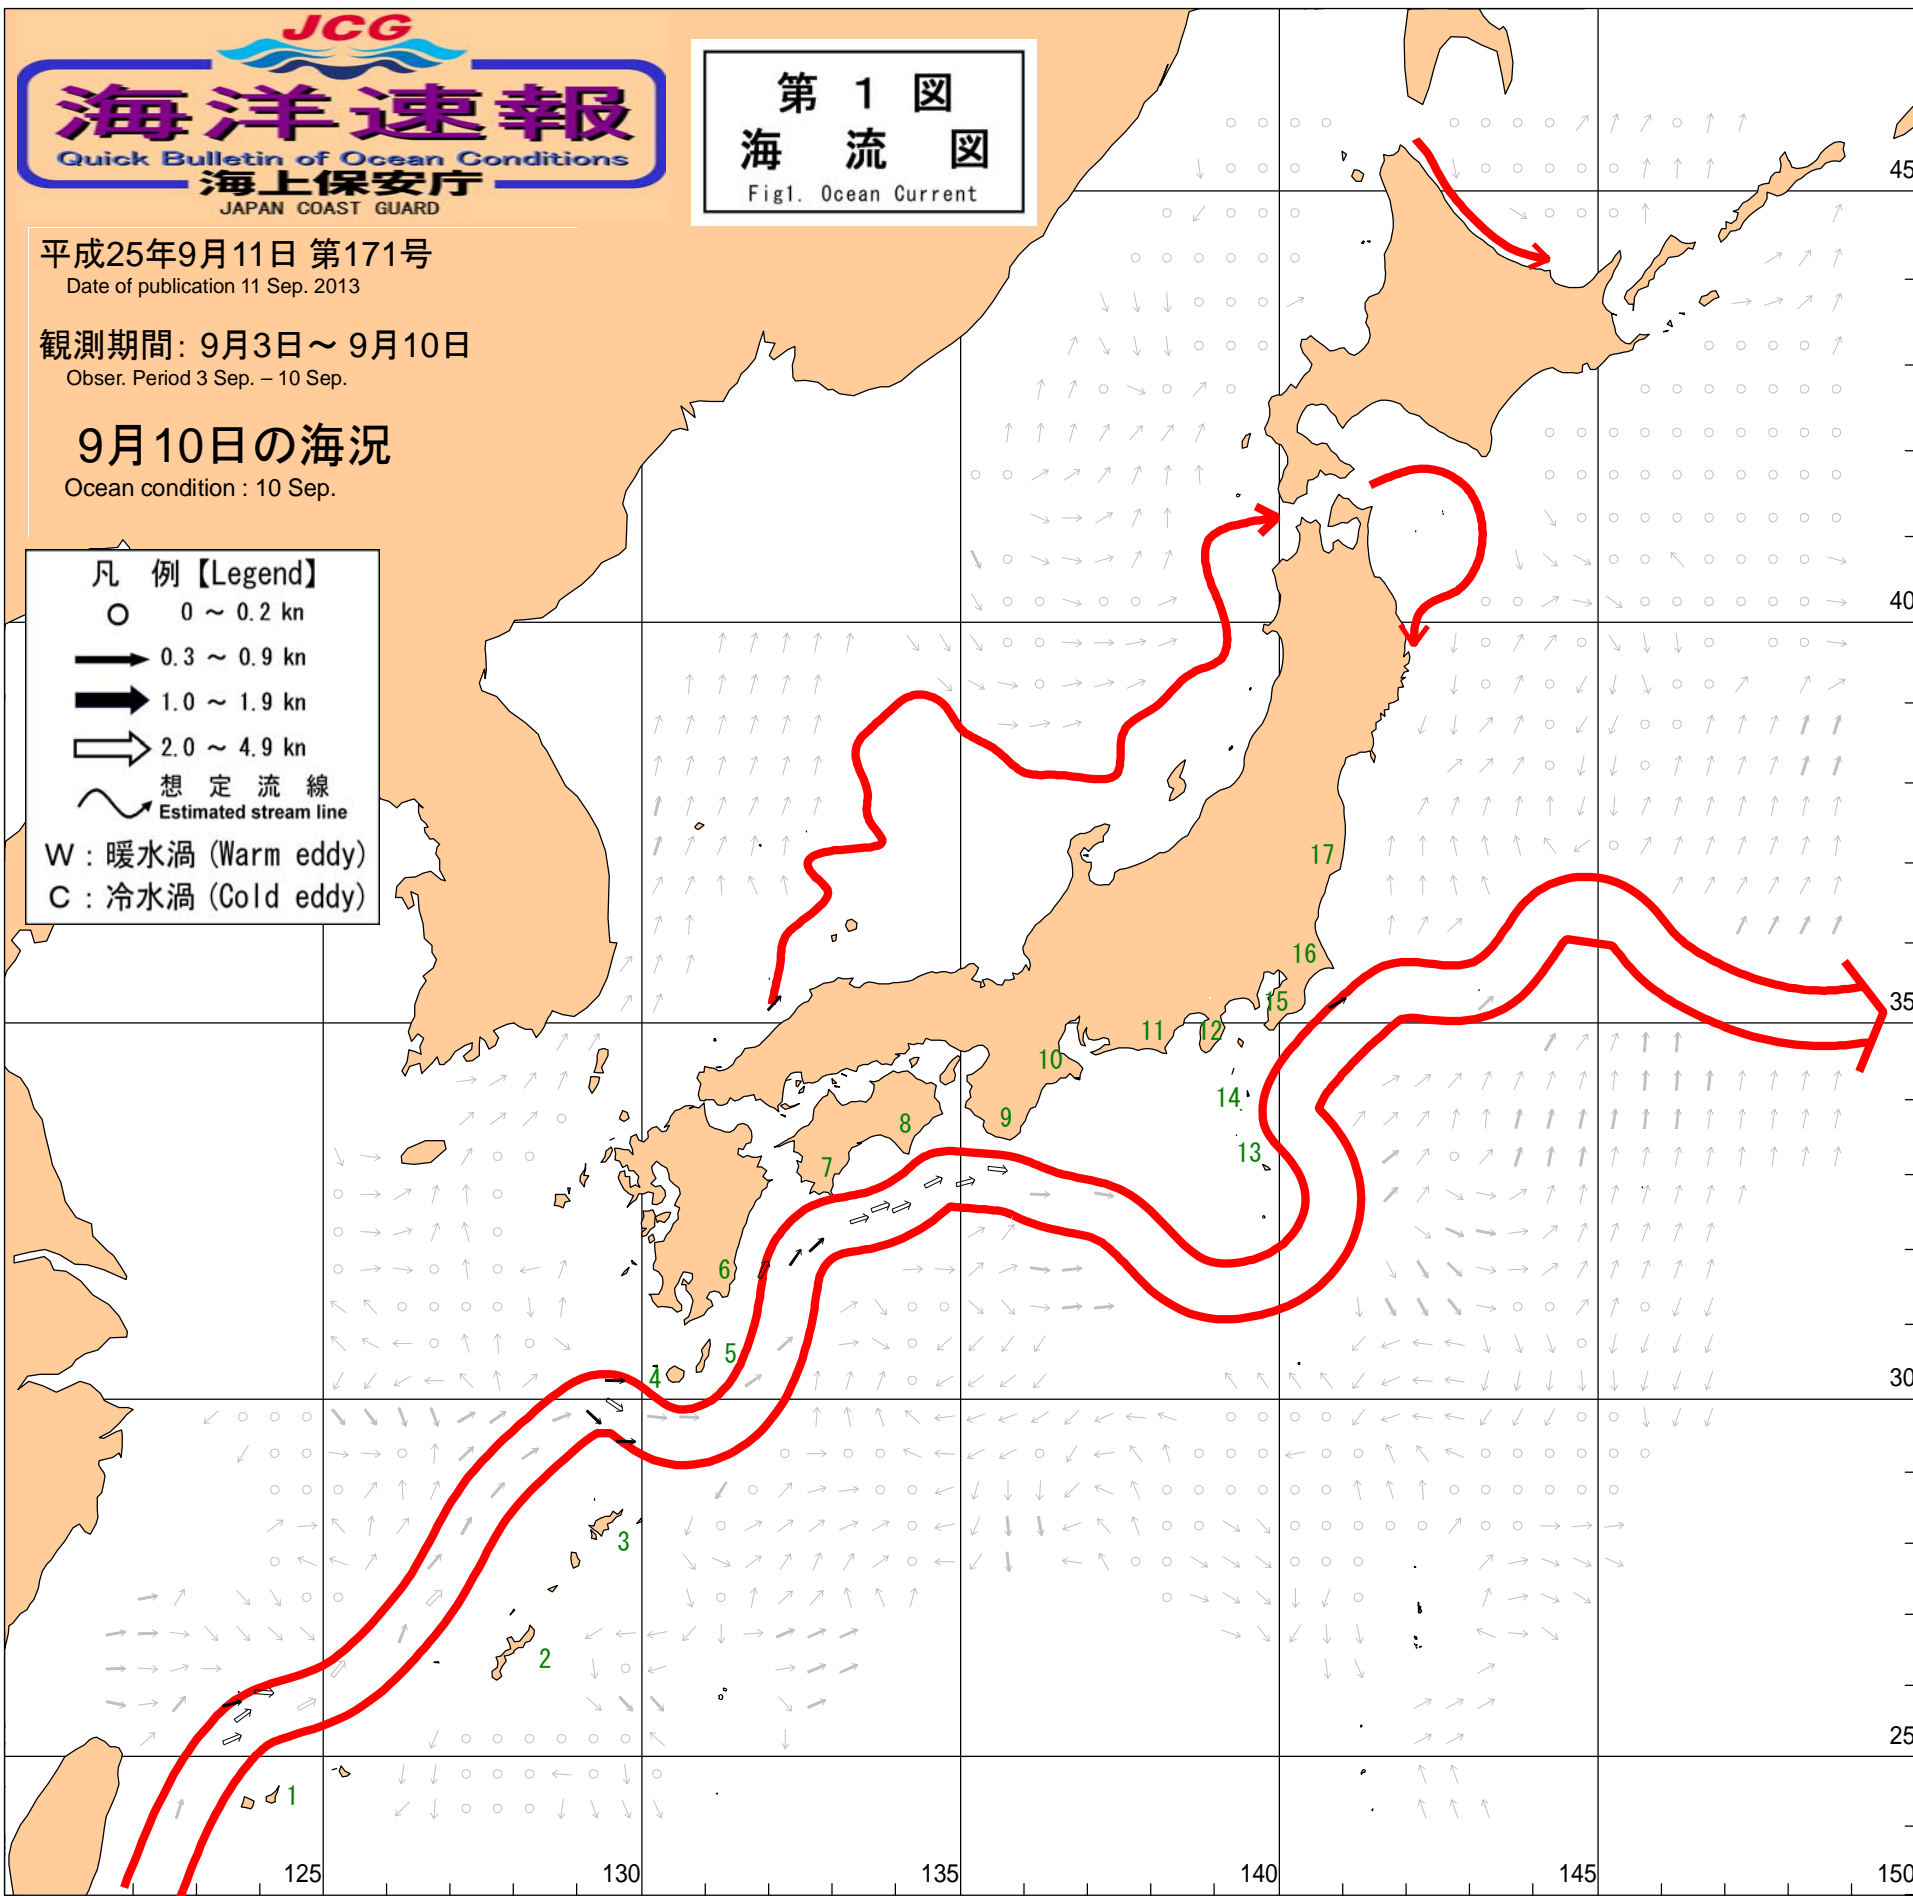 JCG
海洋速報
Quick Bulletin of Ocean Conditions
海上保安庁
JAPAN COAST GUARD
第 1 図
海 流 図
Fig1. Ocean Current
平成25年9月11日 第171号
Date of publication 11 Sep. 2013
観測期間: 9月3日～ 9月10日
Obser. Period 3 Sep. – 10 Sep.
9月10日の海況
Ocean condition : 10 Sep.
凡 例【Legend】
0 ～ 0.2 kn
0.3 ～ 0.9 kn
1.0 ～ 1.9 kn
2.0 ～ 4.9 kn
想 定 流 線
Estimated stream line
W : 暖水渦 (Warm eddy)
C : 冷水渦 (Cold eddy)
45
40
17
16
15
35
11
12
10
14
8
9
13
7
6
5
4
30
3
2
25
1
125
130
135
140
145
150